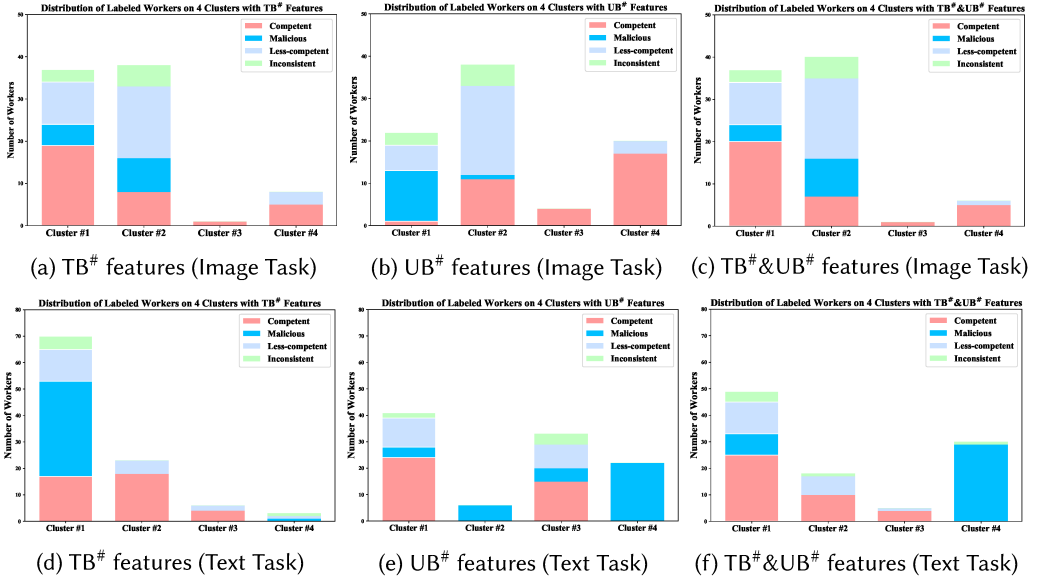 Distribution of Labeled Workers on 4 Clusters with TB# Features
Competent
Malicious
Less-competent
Inconsistent
Number of Workers
50
40
30
20
10
0
Cluster #1 Cluster #2 Cluster #3 Cluster #4
(a) TB# features (Image Task)
Distribution of Labeled Workers on 4 Clusters with UB# Features
Competent
Malicious
Less-competent
Inconsistent
Number of Workers
50
40
30
20
10
0
Cluster #1 Cluster #2 Cluster #3 Cluster #4
(b) UB# features (Image Task)
Distribution of Labeled Workers on 4 Clusters with TB#&UB# Features
Competent
Malicious
Less-competent
Inconsistent
Number of Workers
50
40
30
20
10
0
Cluster #1 Cluster #2 Cluster #3 Cluster #4
(c) TB#&UB# features (Image Task)
Distribution of Labeled Workers on 4 Clusters with TB# Features
Competent
Malicious
Less-competent
Inconsistent
Number of Workers
80
70
60
50
40
30
20
10
0
Cluster #1 Cluster #2 Cluster #3 Cluster #4
(d) TB# features (Text Task)
Distribution of Labeled Workers on 4 Clusters with UB# Features
Competent
Malicious
Less-competent
Inconsistent
Number of Workers
80
70
60
50
40
30
20
10
0
Cluster #1 Cluster #2 Cluster #3 Cluster #4
(e) UB# features (Text Task)
Distribution of Labeled Workers on 4 Clusters with TB#&UB# Features
Competent
Malicious
Less-competent
Inconsistent
Number of Workers
80
70
60
50
40
30
20
10
0
Cluster #1 Cluster #2 Cluster #3 Cluster #4
(f) TB#&UB# features (Text Task)